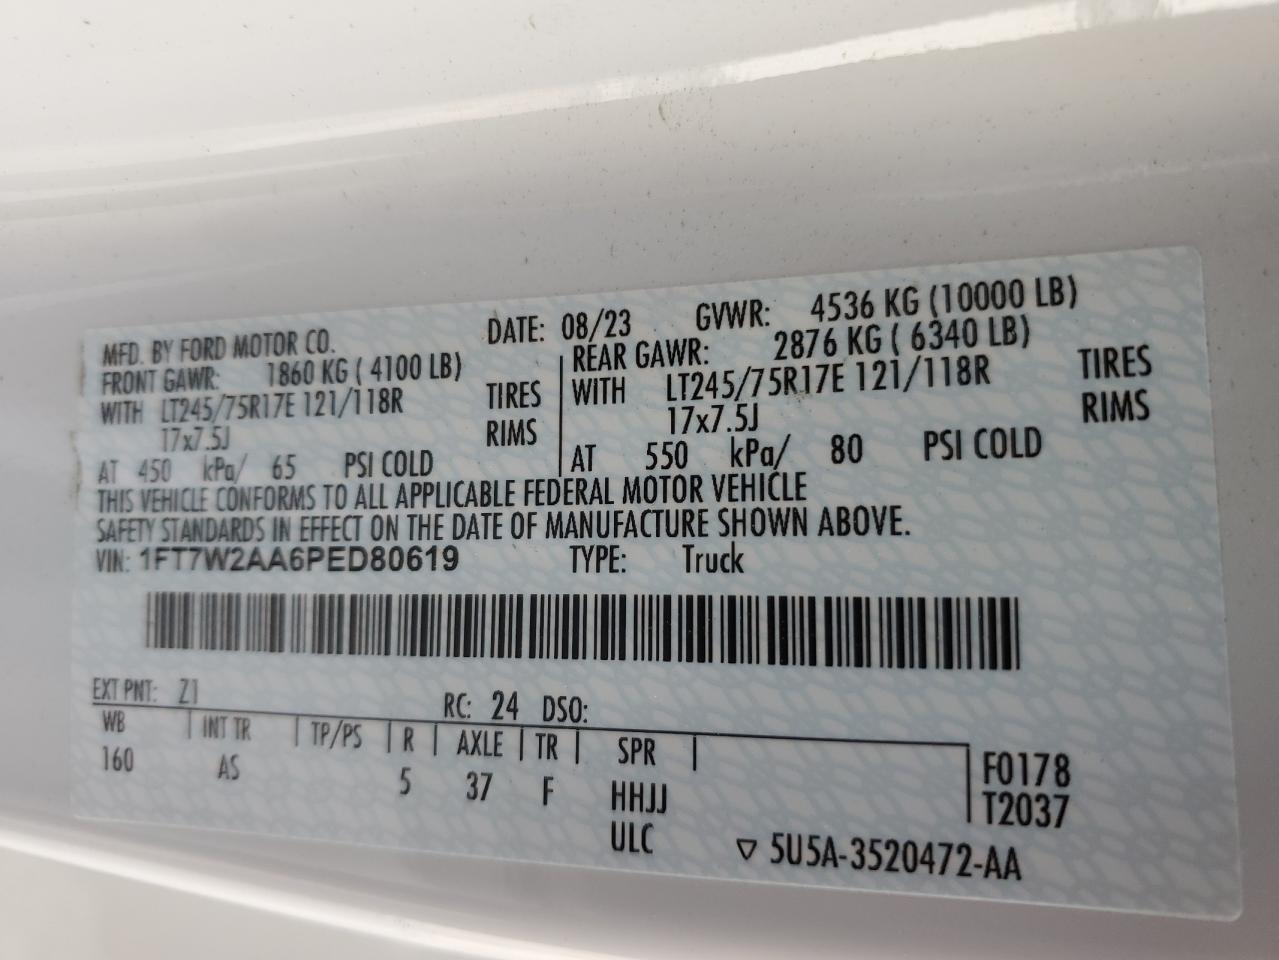 MFD. BY FORD MOTOR CO. DATE: 08/23 GVWR: 4536 KG (10000 LB)
FRONT GAWR: 1860 KG ( 4100 LB) REAR GAWR: 2876 KG ( 6340 LB)
WITH LT245/75R17E 121/118R TIRES WITH LT245/75R17E 121/118R TIRES
17x7.5J RIMS 17x7.5J RIMS
AT 450 kPa/ 65 PSI COLD AT 550 kPa/ 80 PSI COLD
THIS VEHICLE CONFORMS TO ALL APPLICABLE FEDERAL MOTOR VEHICLE
SAFETY STANDARDS IN EFFECT ON THE DATE OF MANUFACTURE SHOWN ABOVE.
VIN: 1FT7W2AA6PED80619 TYPE: Truck
EXT PNT: Z1 RC: 24 DSO:
WB INT TR TP/PS R AXLE TR SPR F0178
160 AS 5 37 F HHJJ T2037
ULC ▽ 5U5A-3520472-AA